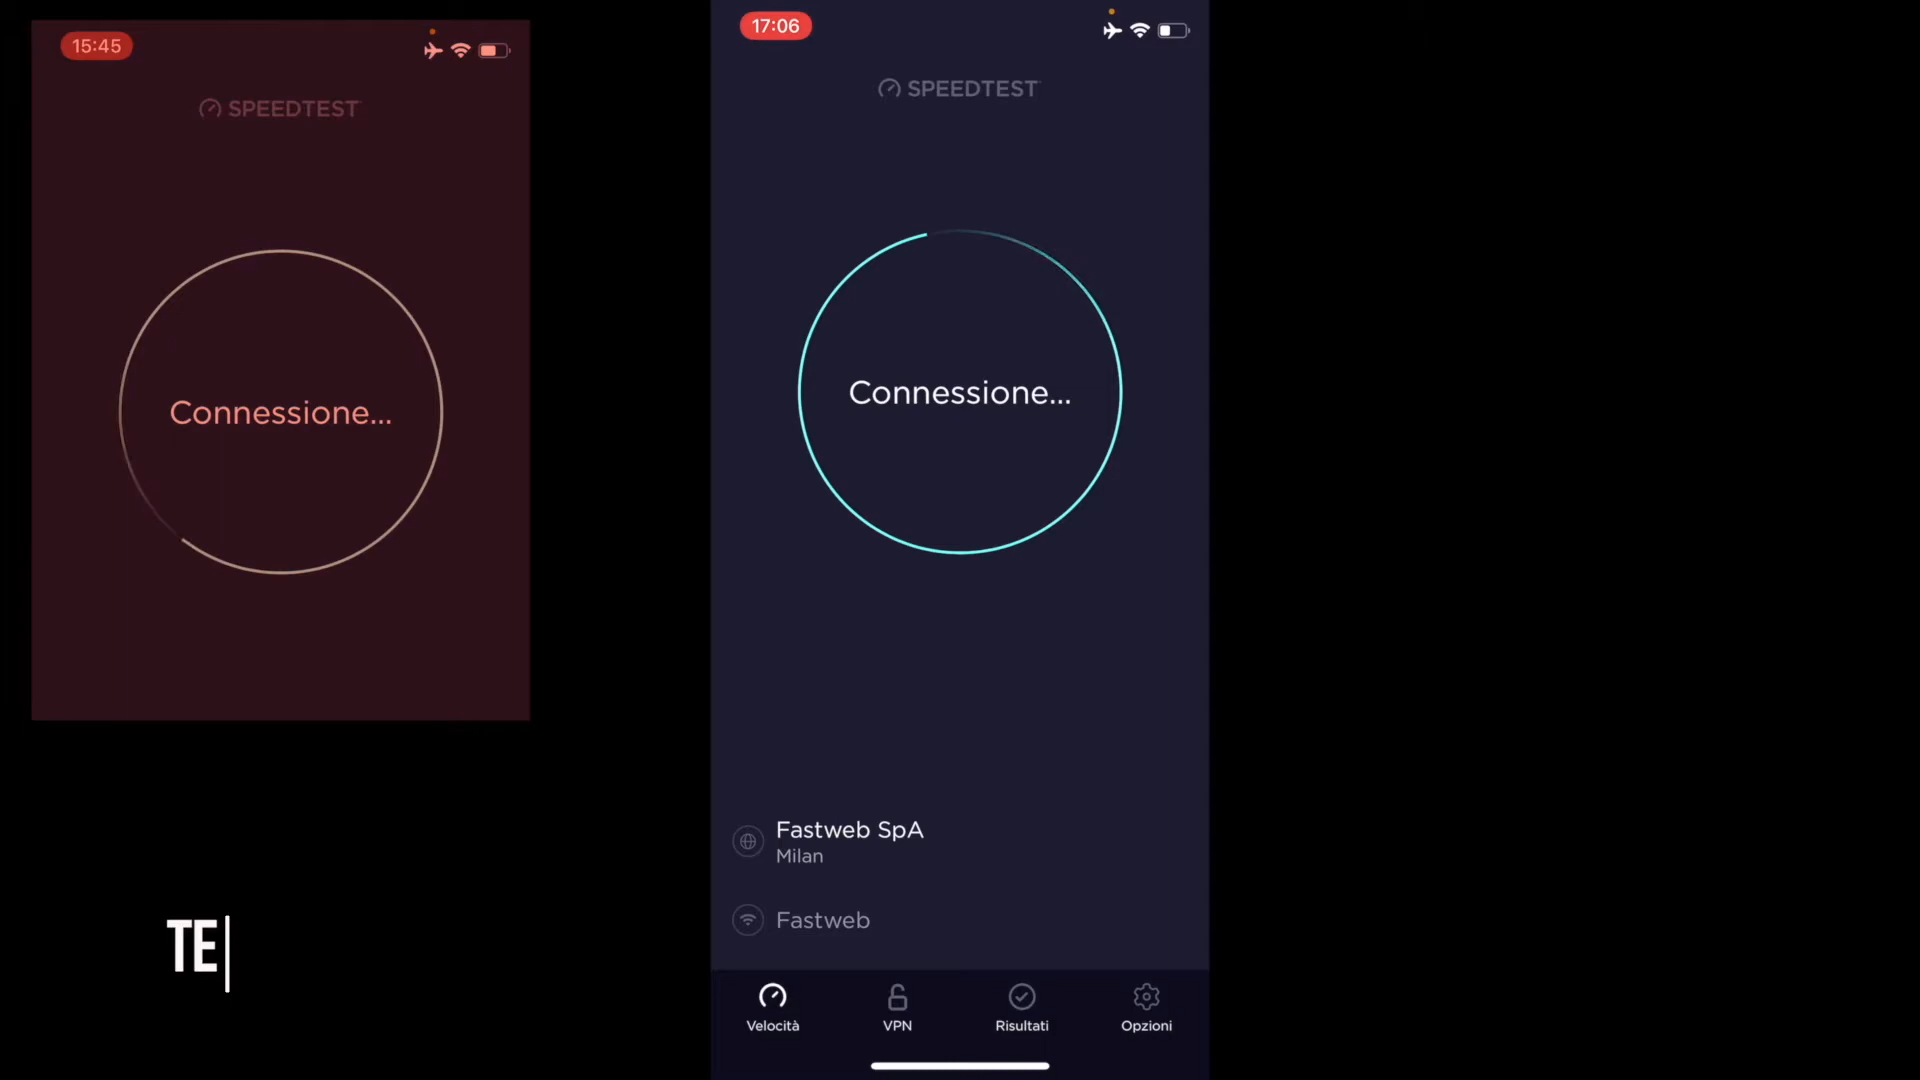 15:45
SPEEDTEST
Connessione...
TE
17:06
SPEEDTEST
Connessione...
Fastweb SpA
Milan
Fastweb
Velocità
VPN
Risultati
Opzioni